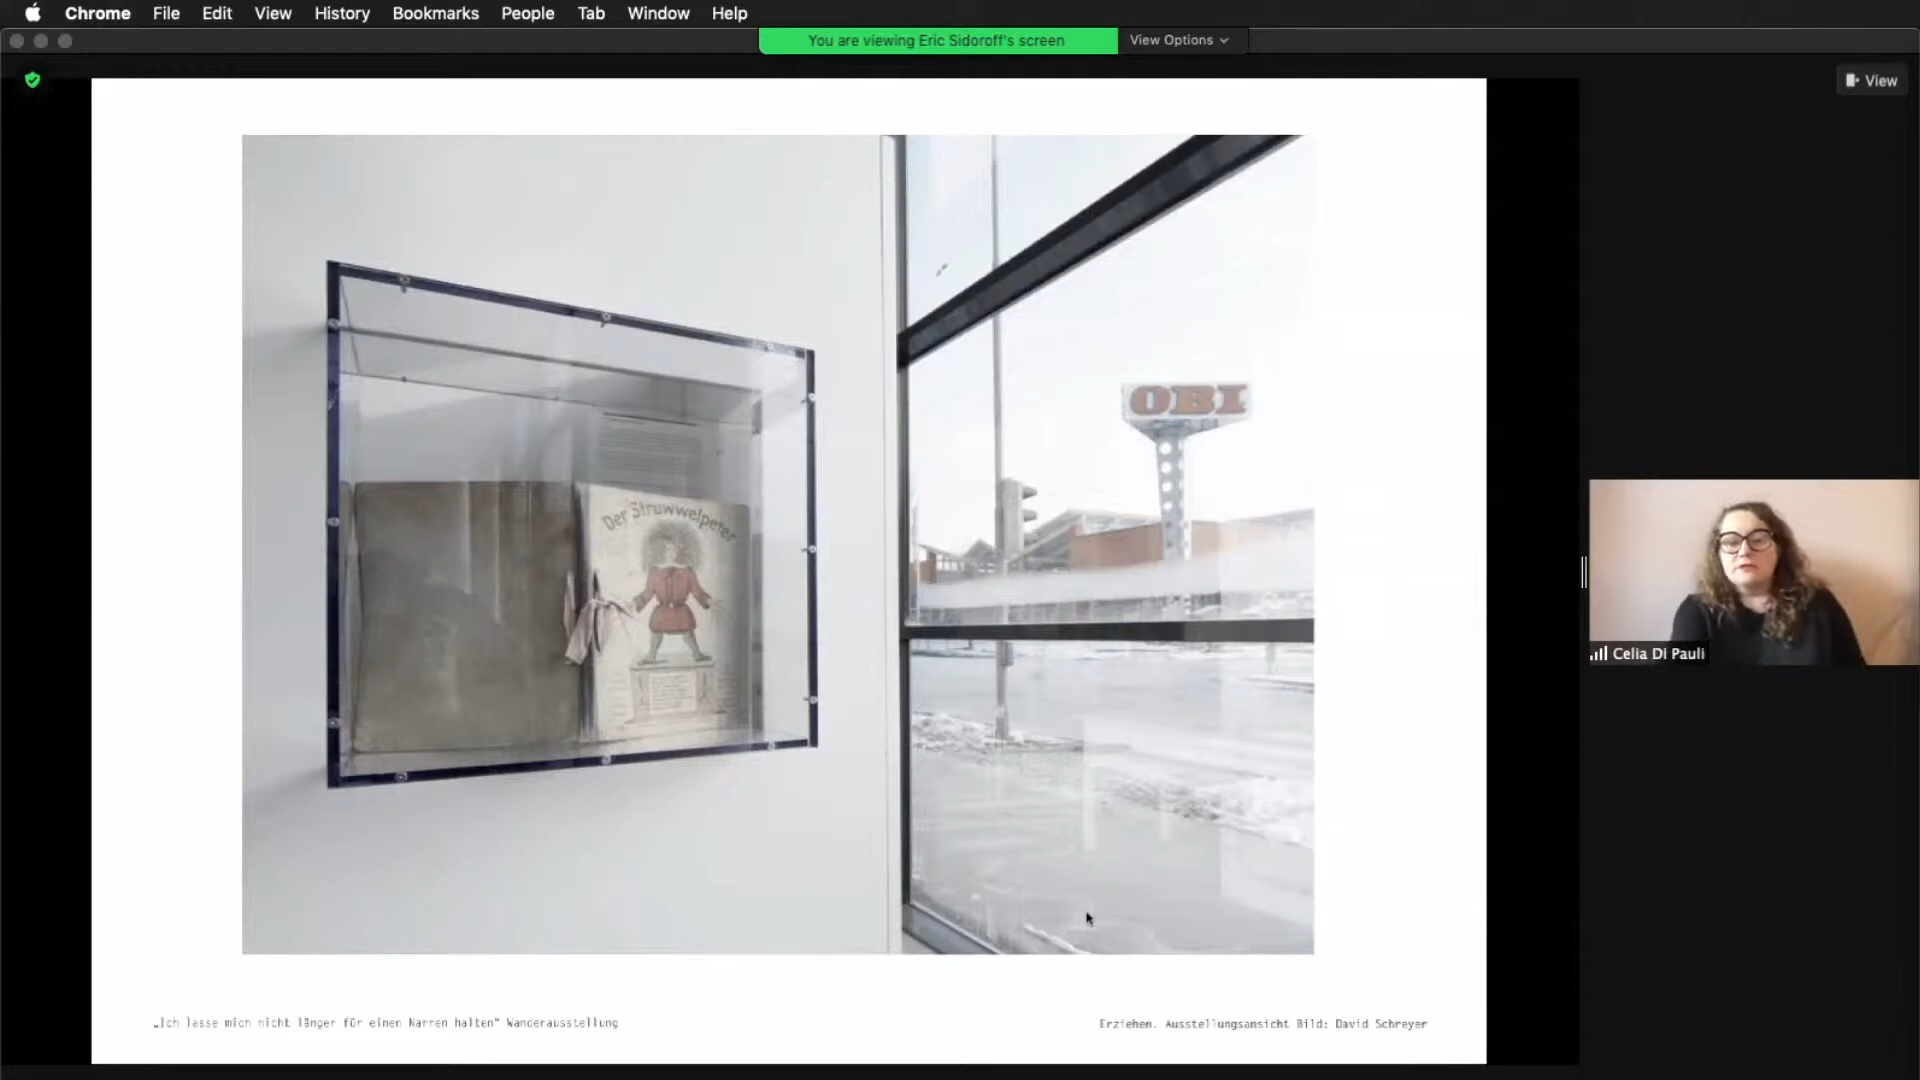 Chrome File Edit View History Bookmarks People Tab Window Help
You are viewing Eric Sidoroff's screen View Options
View
OBI
Der Struwwelpeter
Celia Di Pauli
„Ich lasse mich nicht länger für einen Narren halten" Wanderausstellung
Erziehen. Ausstellungsansicht Bild: David Schreyer